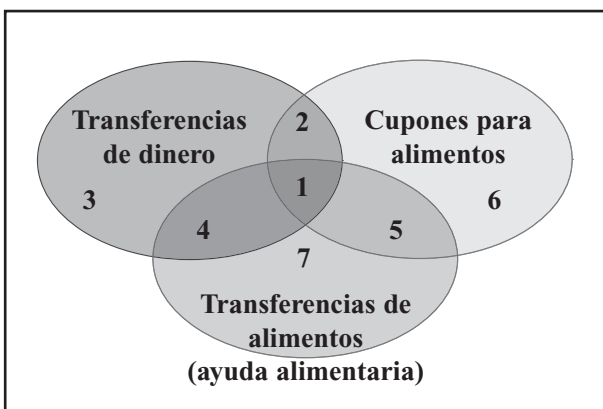 Transferencias
de dinero
2
Cupones para
alimentos
1
3
6
4
5
7
Transferencias de
alimentos
(ayuda alimentaria)